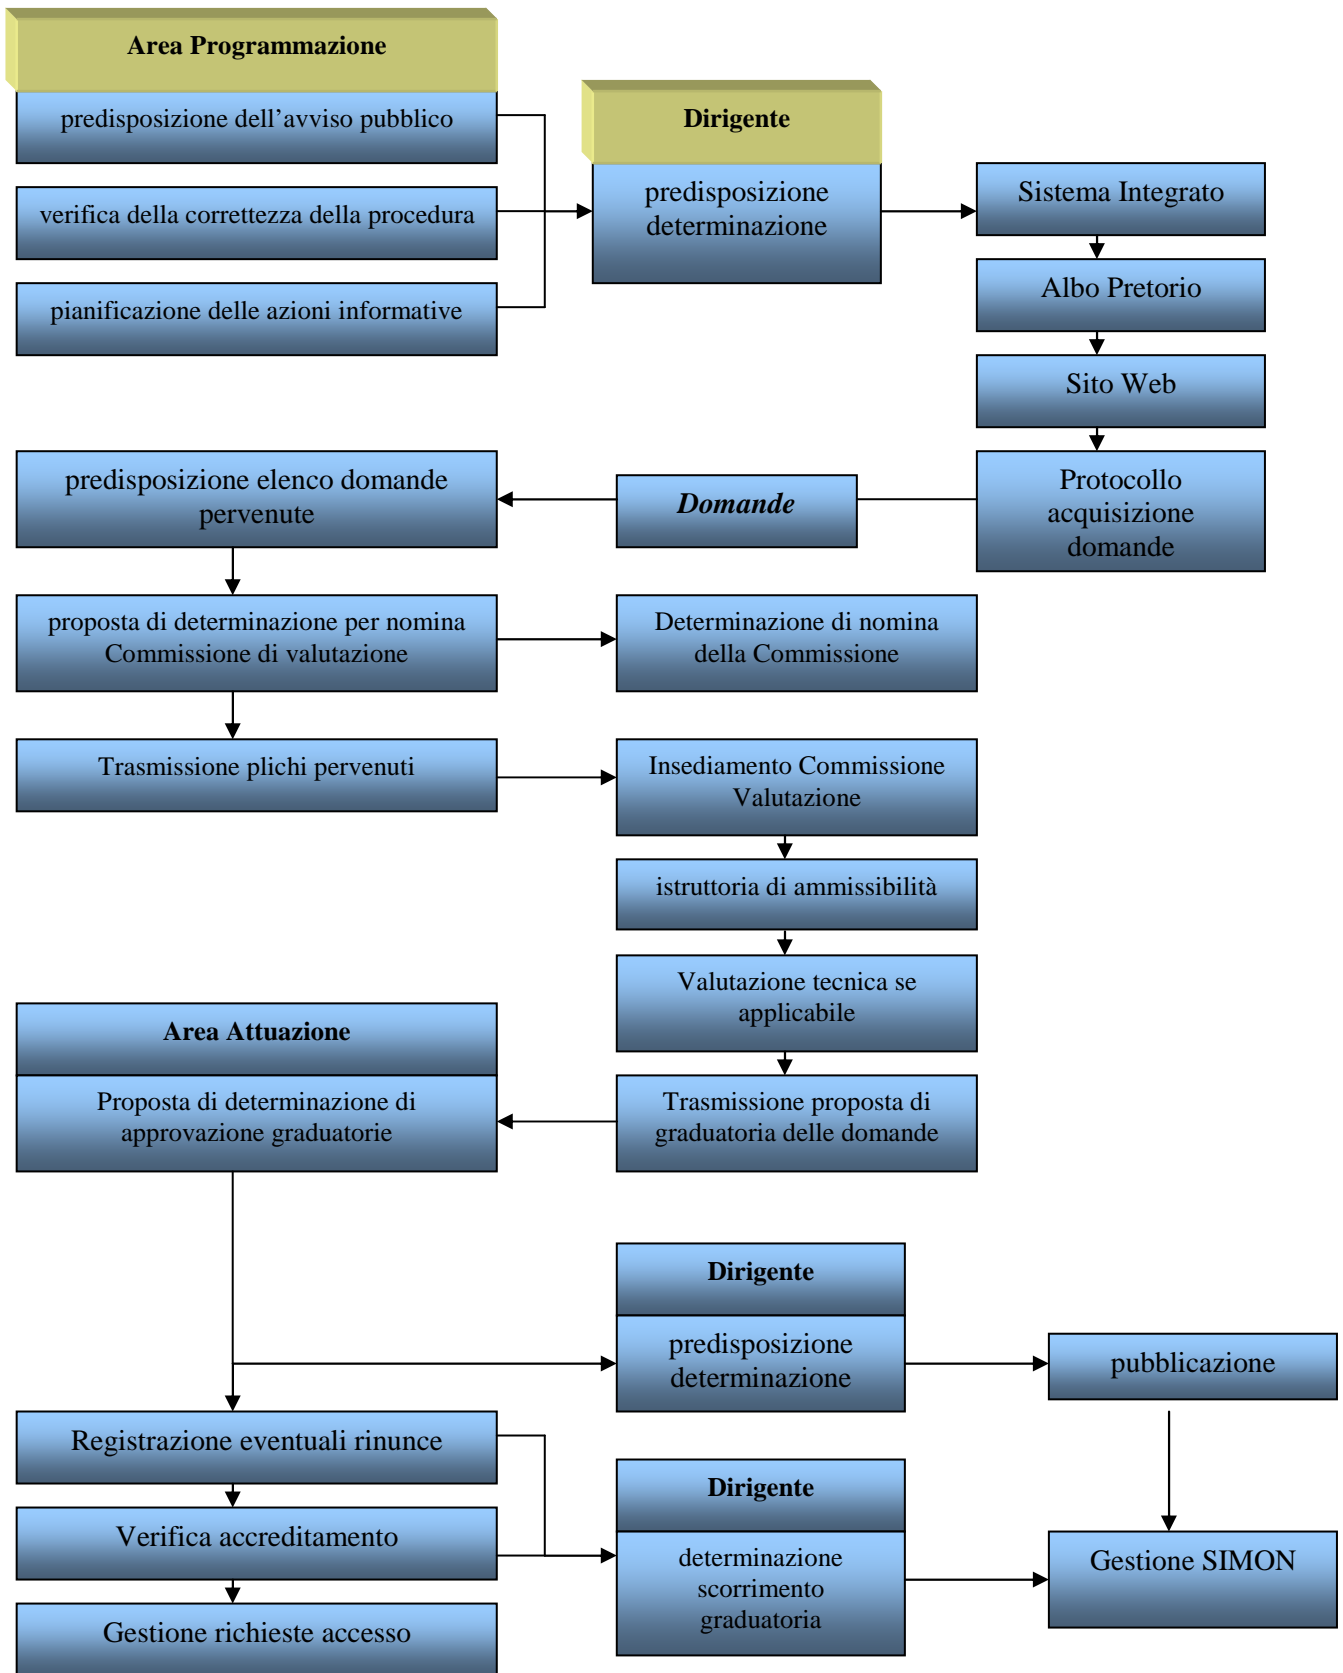 Area Programmazione
predisposizione dell’avviso pubblico
verifica della correttezza della procedura
pianificazione delle azioni informative
Dirigente
predisposizione
determinazione
Sistema Integrato
Albo Pretorio
Sito Web
Protocollo
acquisizione
domande
Domande
predisposizione elenco domande
pervenute
proposta di determinazione per nomina
Commissione di valutazione
Determinazione di nomina
della Commissione
Trasmissione plichi pervenuti
Insediamento Commissione
Valutazione
istruttoria di ammissibilità
Valutazione tecnica se
applicabile
Trasmissione proposta di
graduatoria delle domande
Area Attuazione
Proposta di determinazione di
approvazione graduatorie
Dirigente
predisposizione
determinazione
pubblicazione
Registrazione eventuali rinunce
Verifica accreditamento
Gestione richieste accesso
Dirigente
determinazione
scorrimento
graduatoria
Gestione SIMON